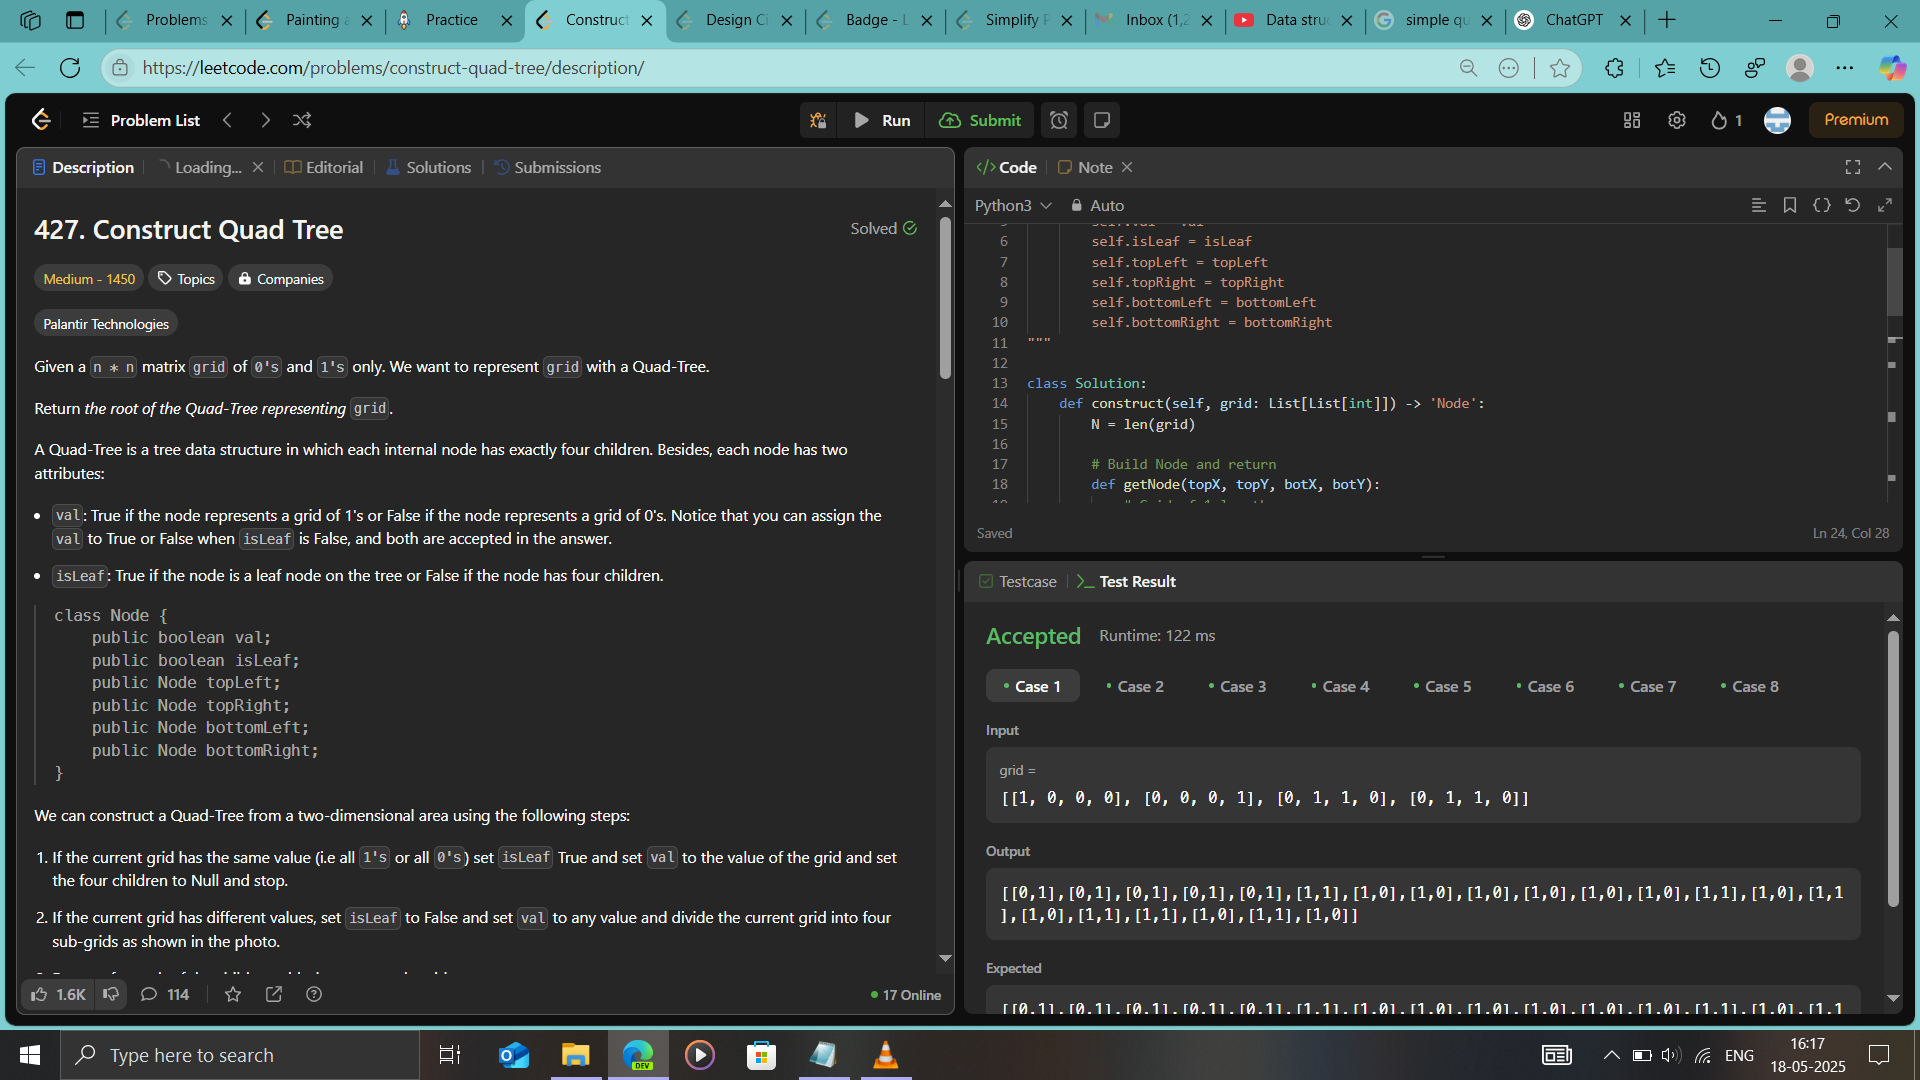 Problems
Painting a
Practice
Construct
Design Ci
Badge - L
Simplify P
Inbox (1,2
Data stru
simple qu
ChatGPT
https://leetcode.com/problems/construct-quad-tree/description/
Problem List
Run
Submit
1
Premium
Description
Loading...
Editorial
Solutions
Submissions
427. Construct Quad Tree
Solved
Medium - 1450
Topics
Companies
Palantir Technologies
Given a n * n matrix grid of 0's and 1's only. We want to represent grid with a Quad-Tree.
Return the root of the Quad-Tree representing grid.
A Quad-Tree is a tree data structure in which each internal node has exactly four children. Besides, each node has two
attributes:
• val: True if the node represents a grid of 1's or False if the node represents a grid of 0's. Notice that you can assign the
val to True or False when isLeaf is False, and both are accepted in the answer.
• isLeaf: True if the node is a leaf node on the tree or False if the node has four children.
class Node {
public boolean val;
public boolean isLeaf;
public Node topLeft;
public Node topRight;
public Node bottomLeft;
public Node bottomRight;
}
We can construct a Quad-Tree from a two-dimensional area using the following steps:
1. If the current grid has the same value (i.e all 1's or all 0's) set isLeaf True and set val to the value of the grid and set
the four children to Null and stop.
2. If the current grid has different values, set isLeaf to False and set val to any value and divide the current grid into four
sub-grids as shown in the photo.
1.6K
114
17 Online
</> Code
Note
Python3
Auto
6 self.isLeaf = isLeaf
7 self.topLeft = topLeft
8 self.topRight = topRight
9 self.bottomLeft = bottomLeft
10 self.bottomRight = bottomRight
11 """
12
13 class Solution:
14 def construct(self, grid: List[List[int]]) -> 'Node':
15 N = len(grid)
16
17 # Build Node and return
18 def getNode(topX, topY, botX, botY):
Saved
Ln 24, Col 28
Testcase
Test Result
Accepted
Runtime: 122 ms
Case 1
Case 2
Case 3
Case 4
Case 5
Case 6
Case 7
Case 8
Input
grid =
[[1, 0, 0, 0], [0, 0, 0, 1], [0, 1, 1, 0], [0, 1, 1, 0]]
Output
[[0,1],[0,1],[0,1],[0,1],[0,1],[1,1],[1,0],[1,0],[1,0],[1,0],[1,0],[1,0],[1,1],[1,0],[1,1
],[1,0],[1,1],[1,1],[1,0],[1,1],[1,0]]
Expected
[[0,1],[0,1],[0,1],[0,1],[0,1],[1,1],[1,0],[1,0],[1,0],[1,0],[1,0],[1,0],[1,1],[1,0],[1,1
Type here to search
DEV
ENG
16:17
18-05-2025